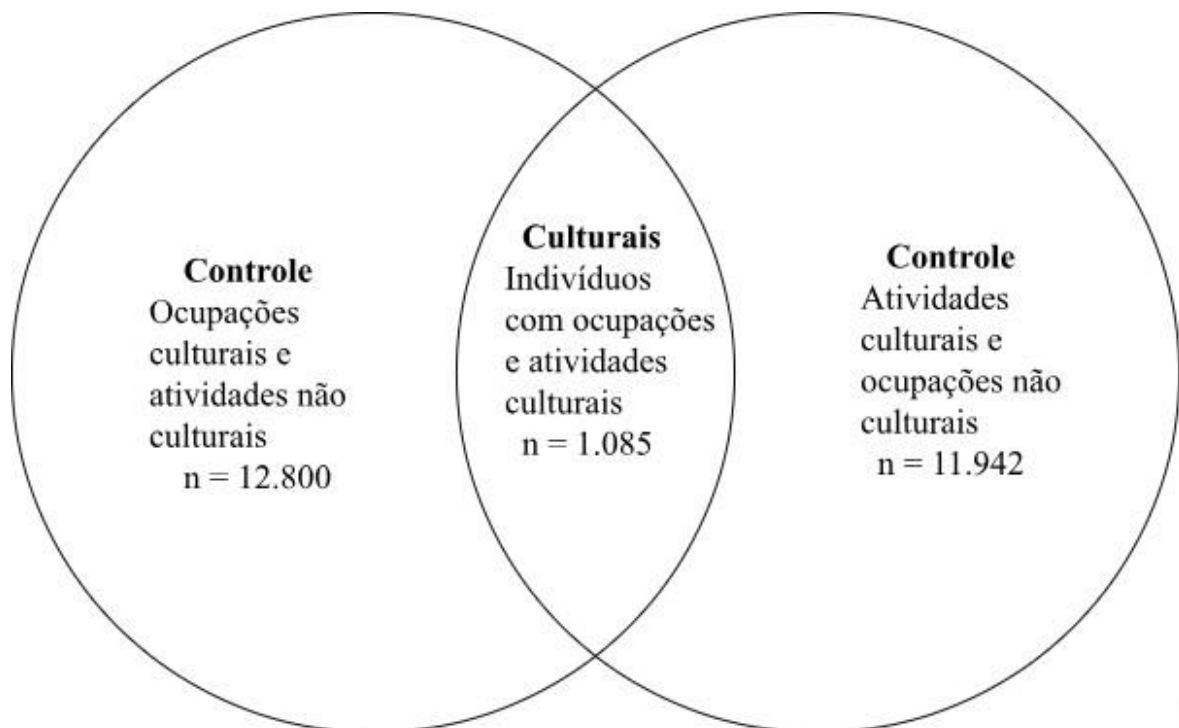 Controle
Ocupações
culturais e
atividades não
culturais
n = 12.800
Culturais
Indivíduos
com ocupações
e atividades
culturais
n = 1.085
Controle
Atividades
culturais e
ocupações não
culturais
n = 11.942